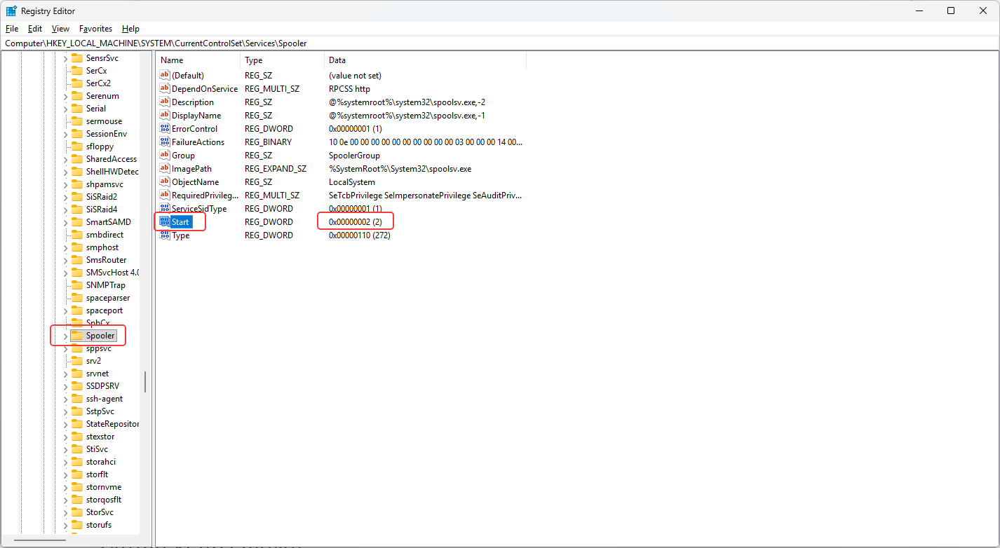 Registry Editor
File Edit View Favorites Help
Computer\HKEY_LOCAL_MACHINE\SYSTEM\CurrentControlSet\Services\Spooler
SensrSvc
SerCx
SerCx2
Serenum
Serial
sermouse
SessionEnv
sfloppy
SharedAccess
ShellHWDetec
shpamsvc
SiSRaid2
SiSRaid4
SmartSAMD
smbdirect
smphost
SmsRouter
SMSvcHost 4.0
SNMPTrap
spaceparser
spaceport
SpbCx
Spooler
sppsvc
srv2
srvnet
SSDPSRV
ssh-agent
SstpSvc
StateRepositor
stexstor
StiSvc
storahci
storflt
stornvme
storqosflt
StorSvc
storufs
Name Type Data
(Default) REG_SZ (value not set)
DependOnService REG_MULTI_SZ RPCSS http
Description REG_SZ @%systemroot%\system32\spoolsv.exe,-2
DisplayName REG_SZ @%systemroot%\system32\spoolsv.exe,-1
ErrorControl REG_DWORD 0x00000001 (1)
FailureActions REG_BINARY 10 0e 00 00 00 00 00 00 00 00 00 00 03 00 00 00 14 00...
Group REG_SZ SpoolerGroup
ImagePath REG_EXPAND_SZ %SystemRoot%\System32\spoolsv.exe
ObjectName REG_SZ LocalSystem
RequiredPrivileg... REG_MULTI_SZ SeTcbPrivilege SeImpersonatePrivilege SeAuditPriv...
ServiceSidType REG_DWORD 0x00000001 (1)
Start REG_DWORD 0x00000002 (2)
Type REG_DWORD 0x00000110 (272)